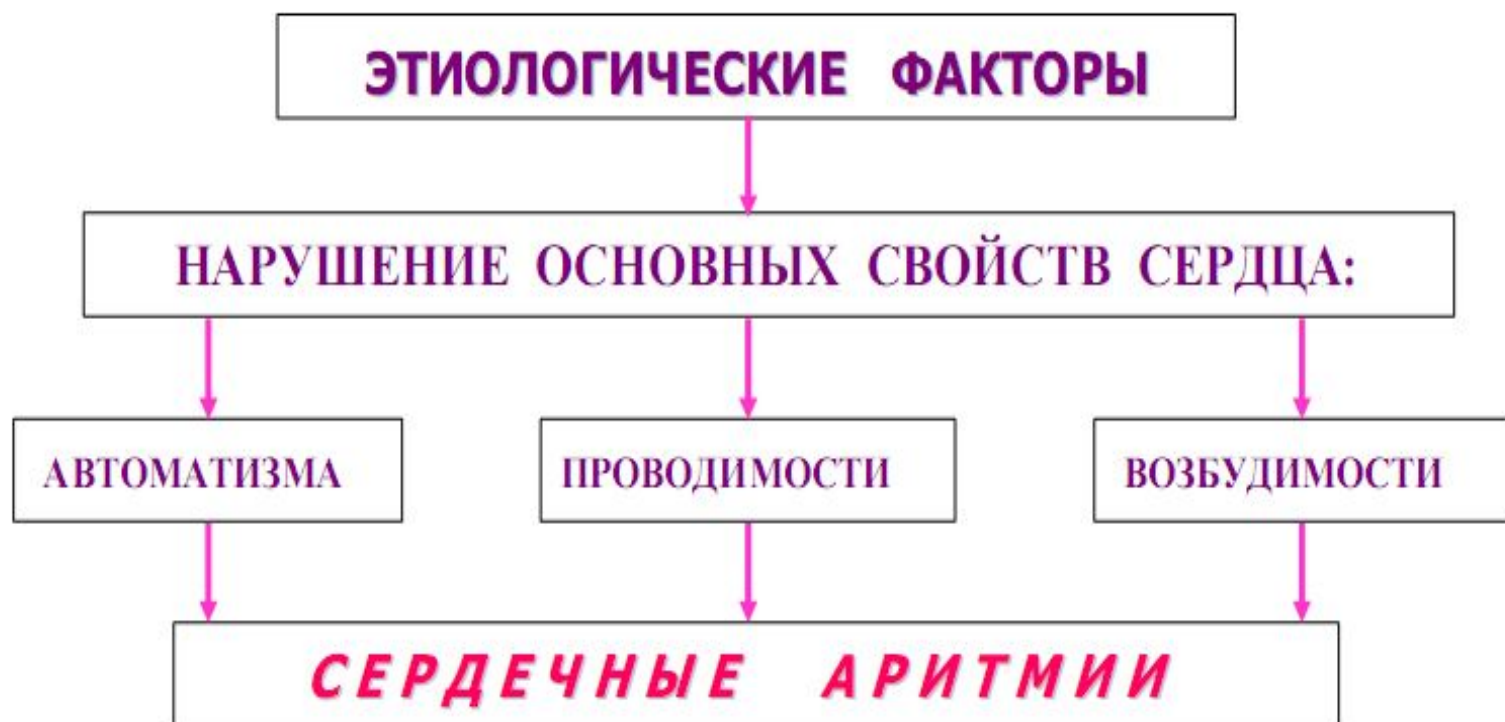 ЭТИОЛОГИЧЕСКИЕ ФАКТОРЫ
НАРУШЕНИЕ ОСНОВНЫХ СВОЙСТВ СЕРДЦА:
АВТОМАТИЗМА
ПРОВОДИМОСТИ
ВОЗБУДИМОСТИ
СЕРДЕЧНЫЕ АРИТМИИ